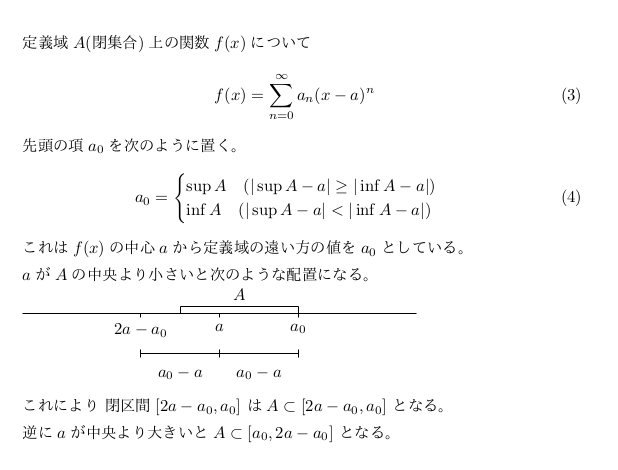 定義域 A(閉集合) 上の関数 f(x) について
f(x) = \sum_{n=0}^{\infty} a_n(x − a)^n (3)
先頭の項 a_0 を次のように置く。
a_0 = \begin{cases} \sup A & (|\sup A − a| ≥ |\inf A − a|) \\ \inf A & (|\sup A − a| < |\inf A − a|) \end{cases} (4)
これは f(x) の中心 a から定義域の遠い方の値を a_0 としている。
a が A の中央より小さいと次のような配置になる。
A
2a − a_0 a a_0
a_0 − a a_0 − a
これにより 閉区間 [2a − a_0, a_0] は A ⊂ [2a − a_0, a_0] となる。
逆に a が中央より大きいと A ⊂ [a_0, 2a − a_0] となる。